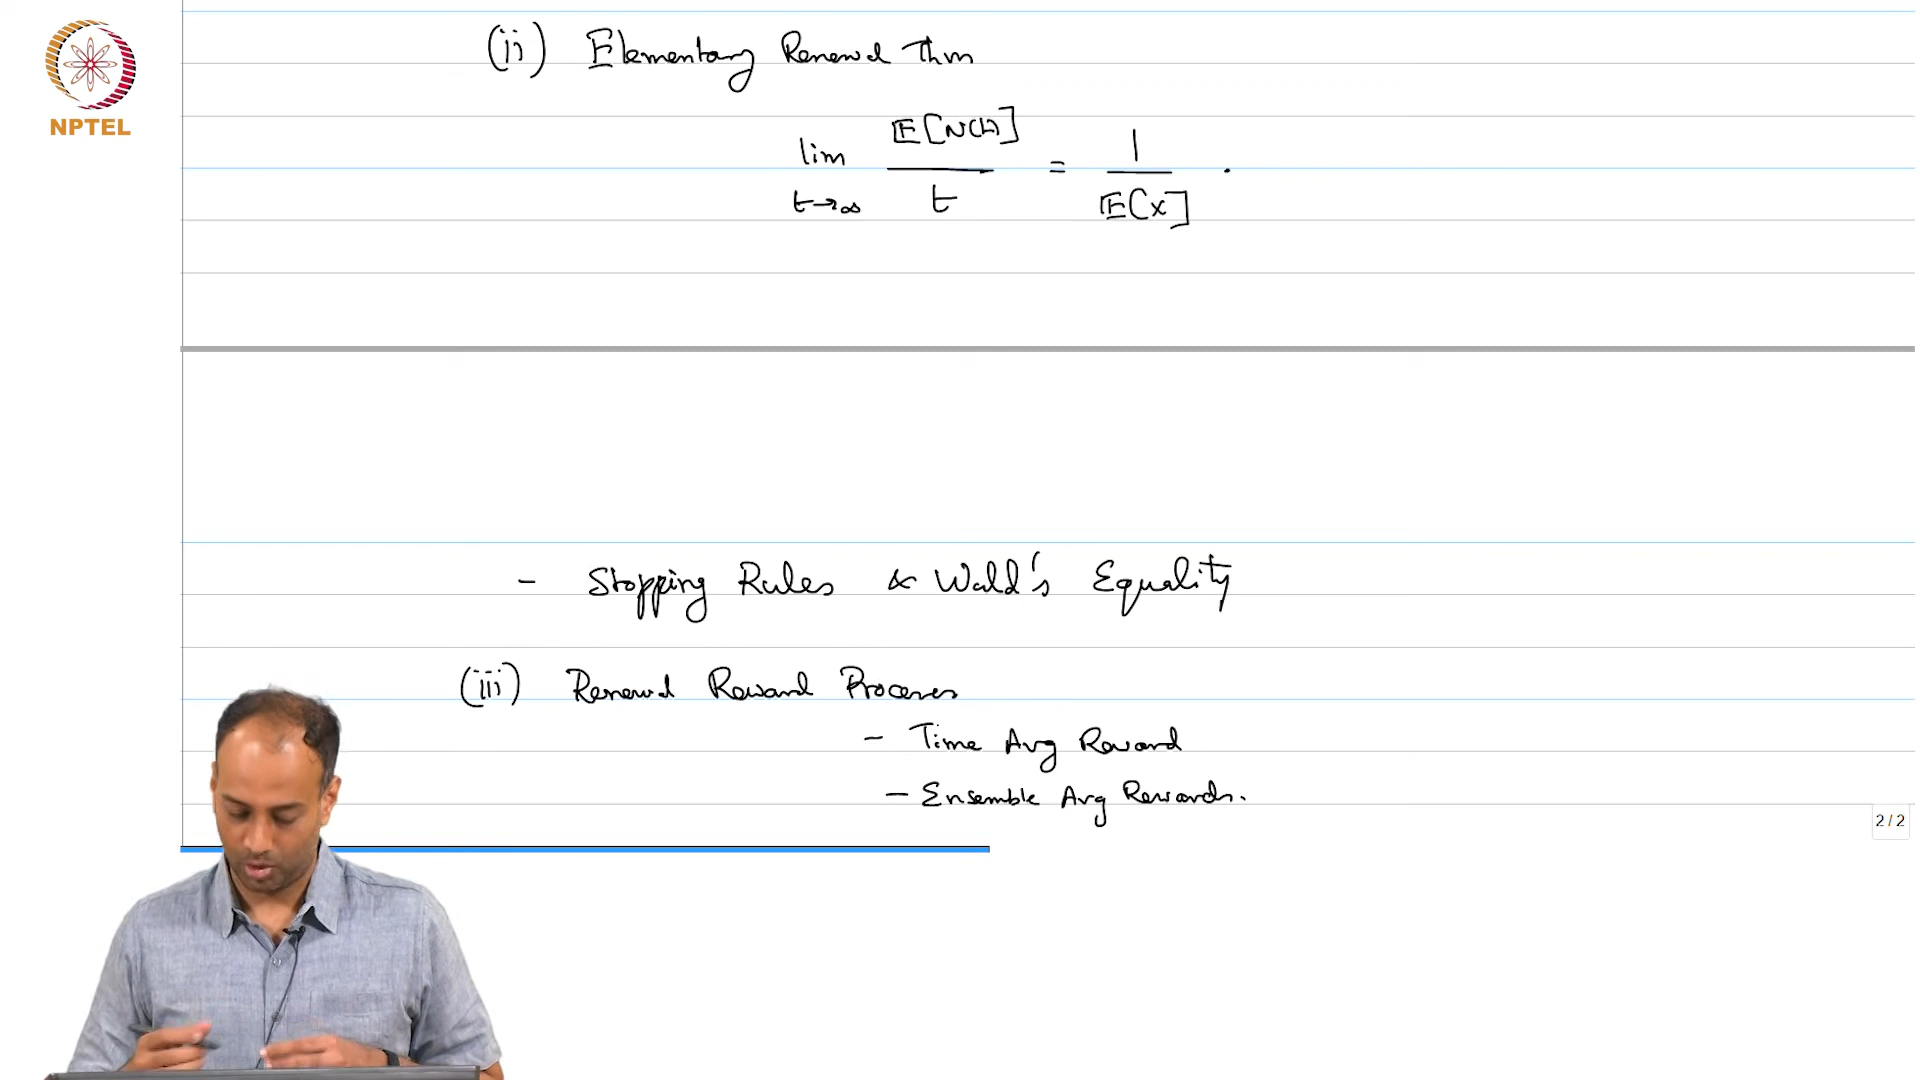 NPTEL
(ii) Elementary Renewal Thm
lim t→∞ E[N(t)] / t = 1 / E[X] .
- Stopping Rules & Wald's Equality
(iii) Renewal Reward Processes
- Time Avg Reward
- Ensemble Avg Rewards.
2 / 2